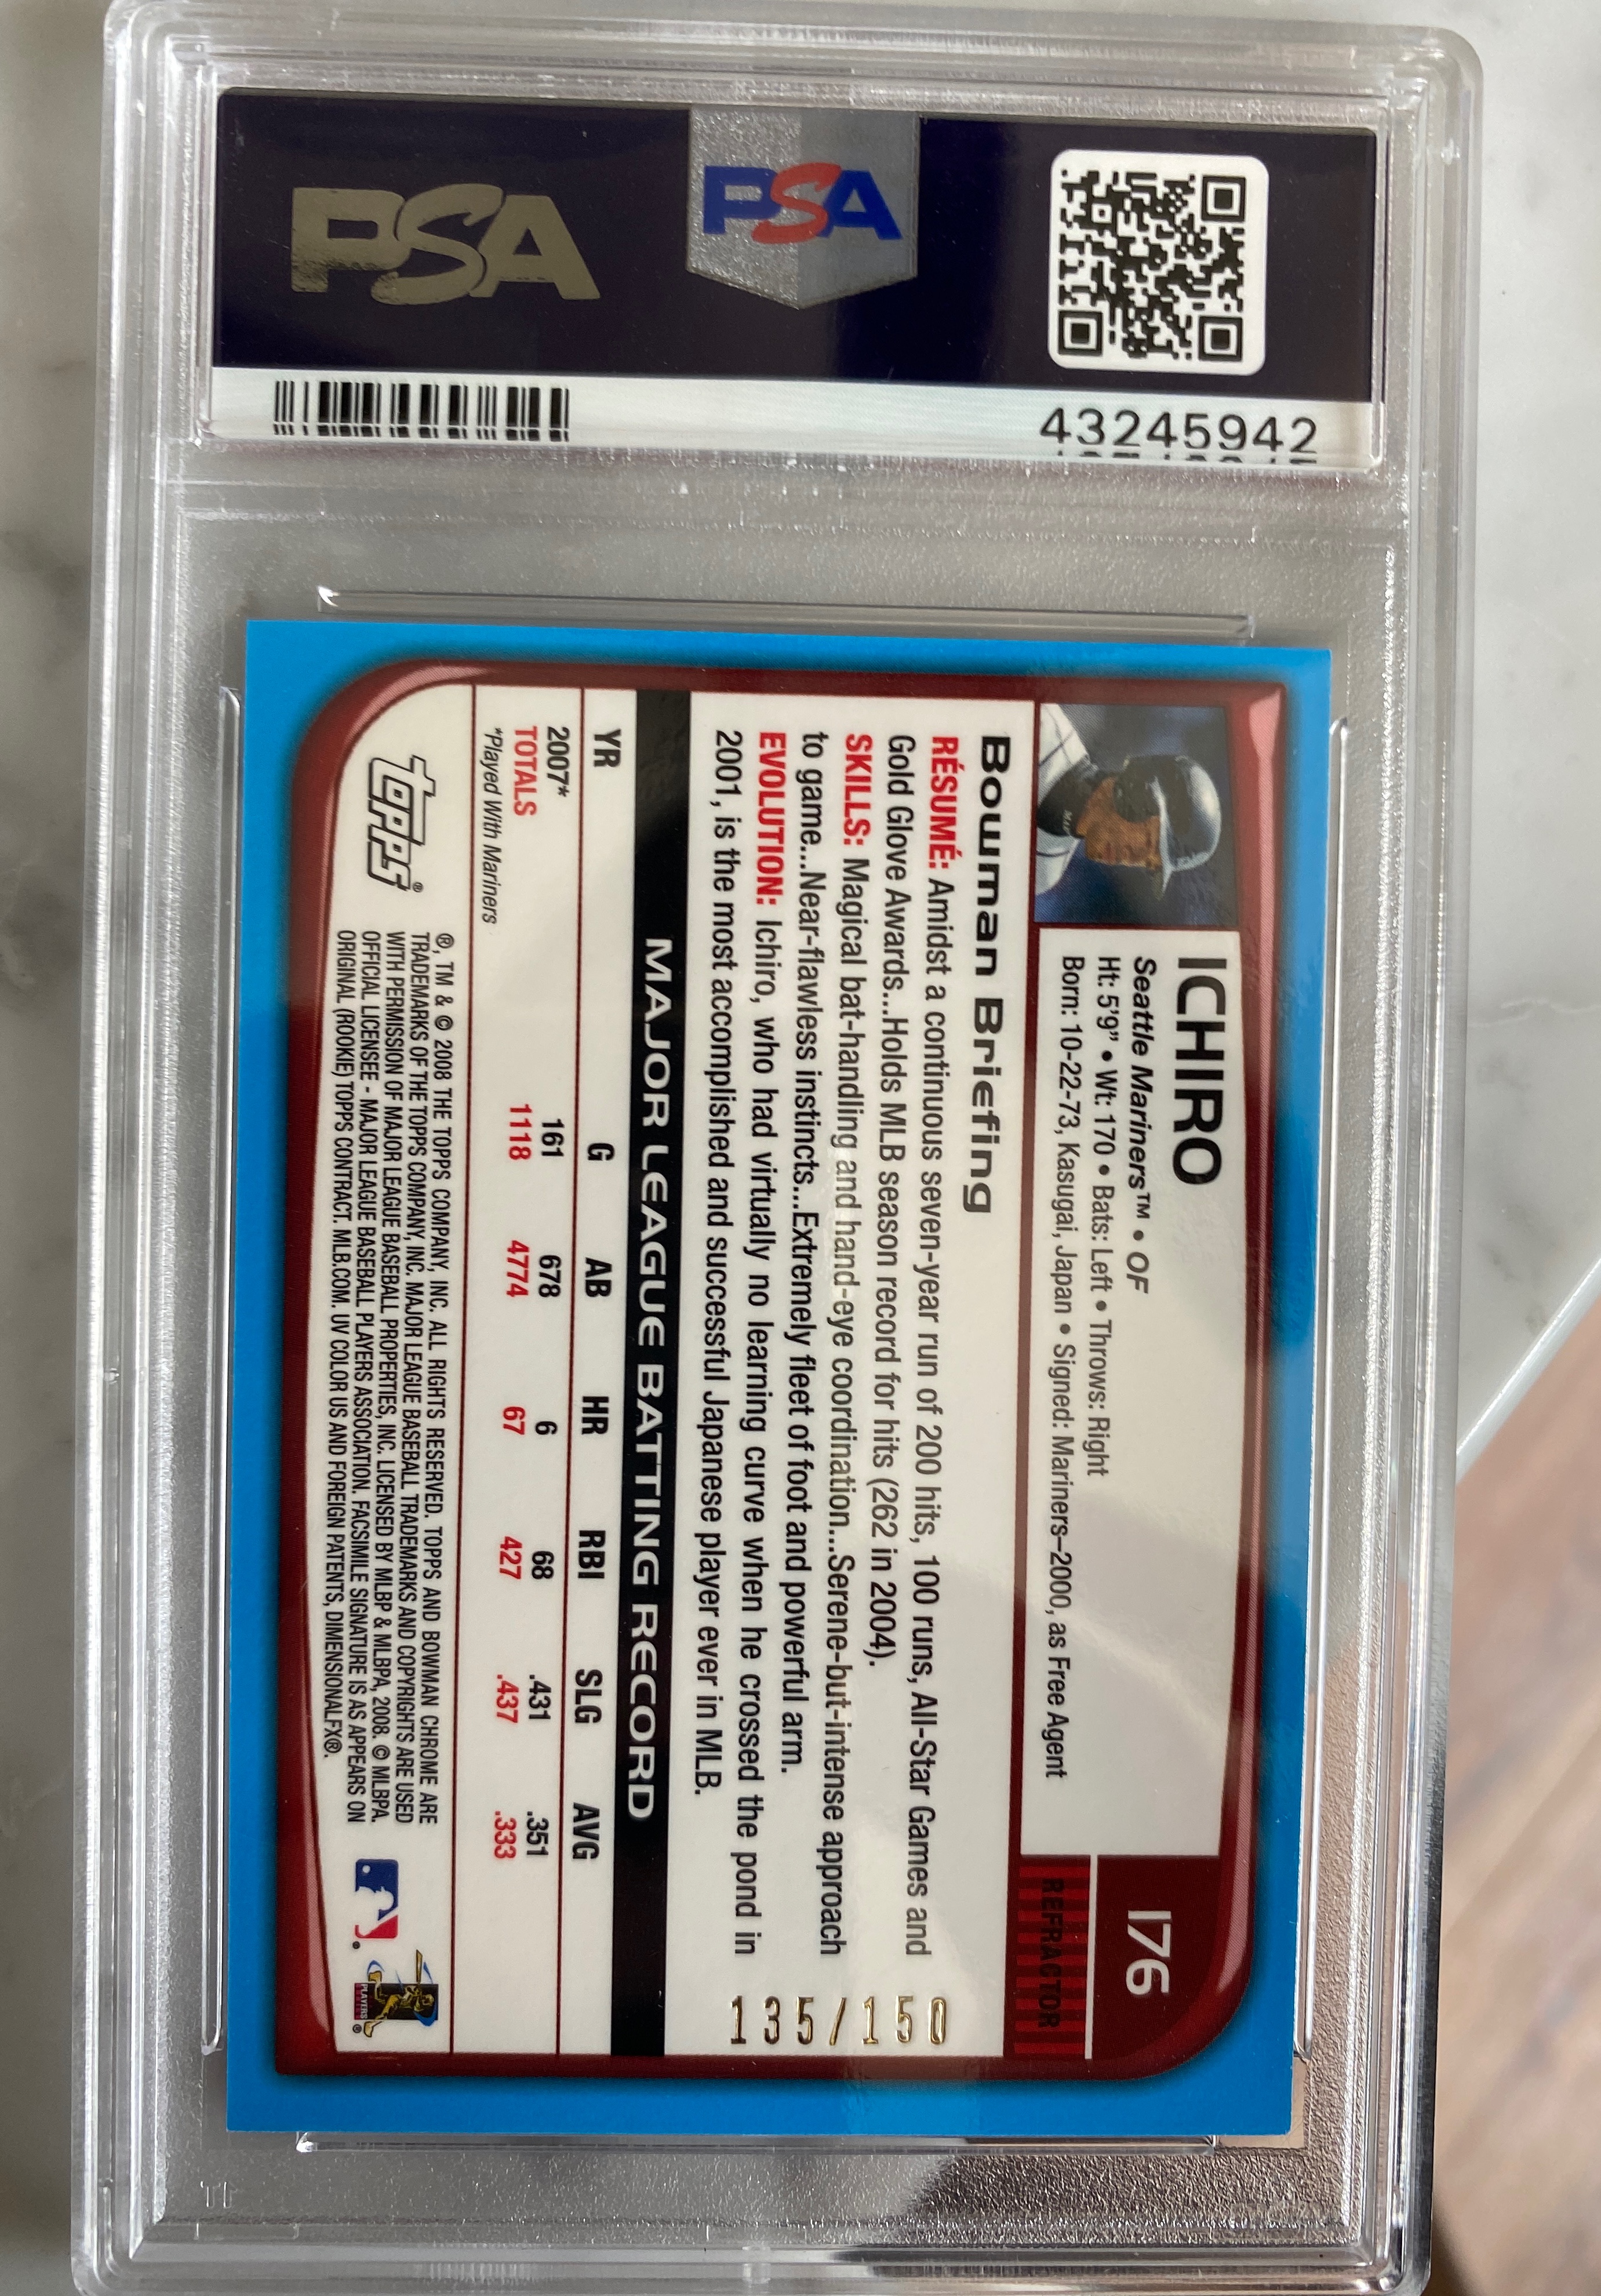 PSA
PSA
43245942
ICHIRO
Seattle Mariners™ • OF
Ht: 5'9" • Wt: 170 • Bats: Left • Throws: Right
Born: 10-22-73, Kasugai, Japan • Signed: Mariners–2000, as Free Agent
176
REFRACTOR
Bowman Briefing
RÉSUMÉ: Amidst a continuous seven-year run of 200 hits, 100 runs, All-Star Games and
Gold Glove Awards...Holds MLB season record for hits (262 in 2004).
SKILLS: Magical bat-handling and hand-eye coordination...Serene-but-intense approach
to game...Near-flawless instincts...Extremely fleet of foot and powerful arm.
EVOLUTION: Ichiro, who had virtually no learning curve when he crossed the pond in
2001, is the most accomplished and successful Japanese player ever in MLB.
135/150
MAJOR LEAGUE BATTING RECORD
YR G AB HR RBI SLG AVG
2007* 161 678 6 68 .431 .351
TOTALS 1118 4774 67 427 .437 .333
*Played With Mariners
Topps®
®, TM & © 2008 THE TOPPS COMPANY, INC. ALL RIGHTS RESERVED. TOPPS AND BOWMAN CHROME ARE
TRADEMARKS OF THE TOPPS COMPANY, INC. MAJOR LEAGUE BASEBALL TRADEMARKS AND COPYRIGHTS ARE USED
WITH PERMISSION OF MAJOR LEAGUE BASEBALL PROPERTIES, INC. LICENSED BY MLBP & MLBPA, 2008. © MLBPA.
OFFICIAL LICENSEE - MAJOR LEAGUE BASEBALL PLAYERS ASSOCIATION. FACSIMILE SIGNATURE IS AS APPEARS ON
ORIGINAL (ROOKIE) TOPPS CONTRACT. MLB.COM. UV COLOR US AND FOREIGN PATENTS, DIMENSIONALFX®.
PLAYERS